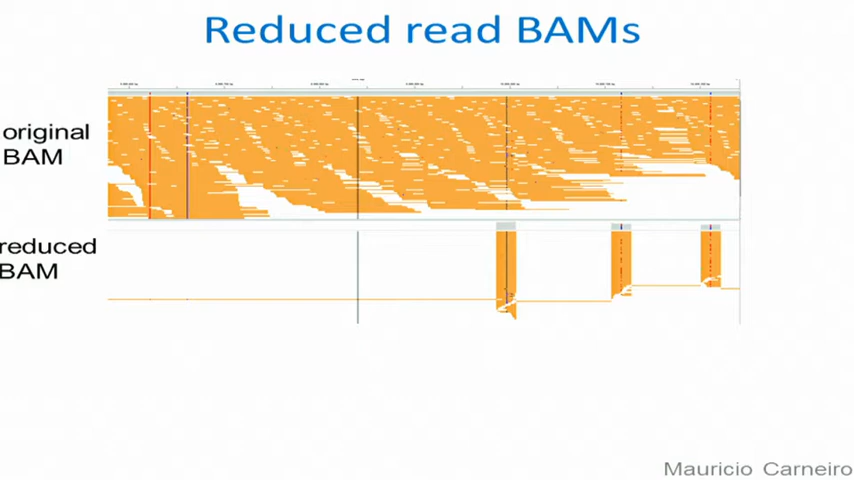 Reduced read BAMs
original
BAM
reduced
BAM
Mauricio Carneiro